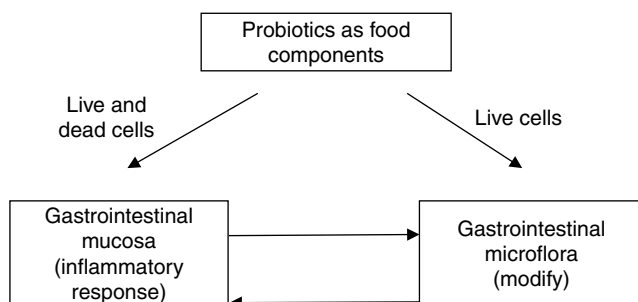 Probiotics as food
components
Live and
dead cells
Live cells
Gastrointestinal
mucosa
(inflammatory
response)
Gastrointestinal
microflora
(modify)